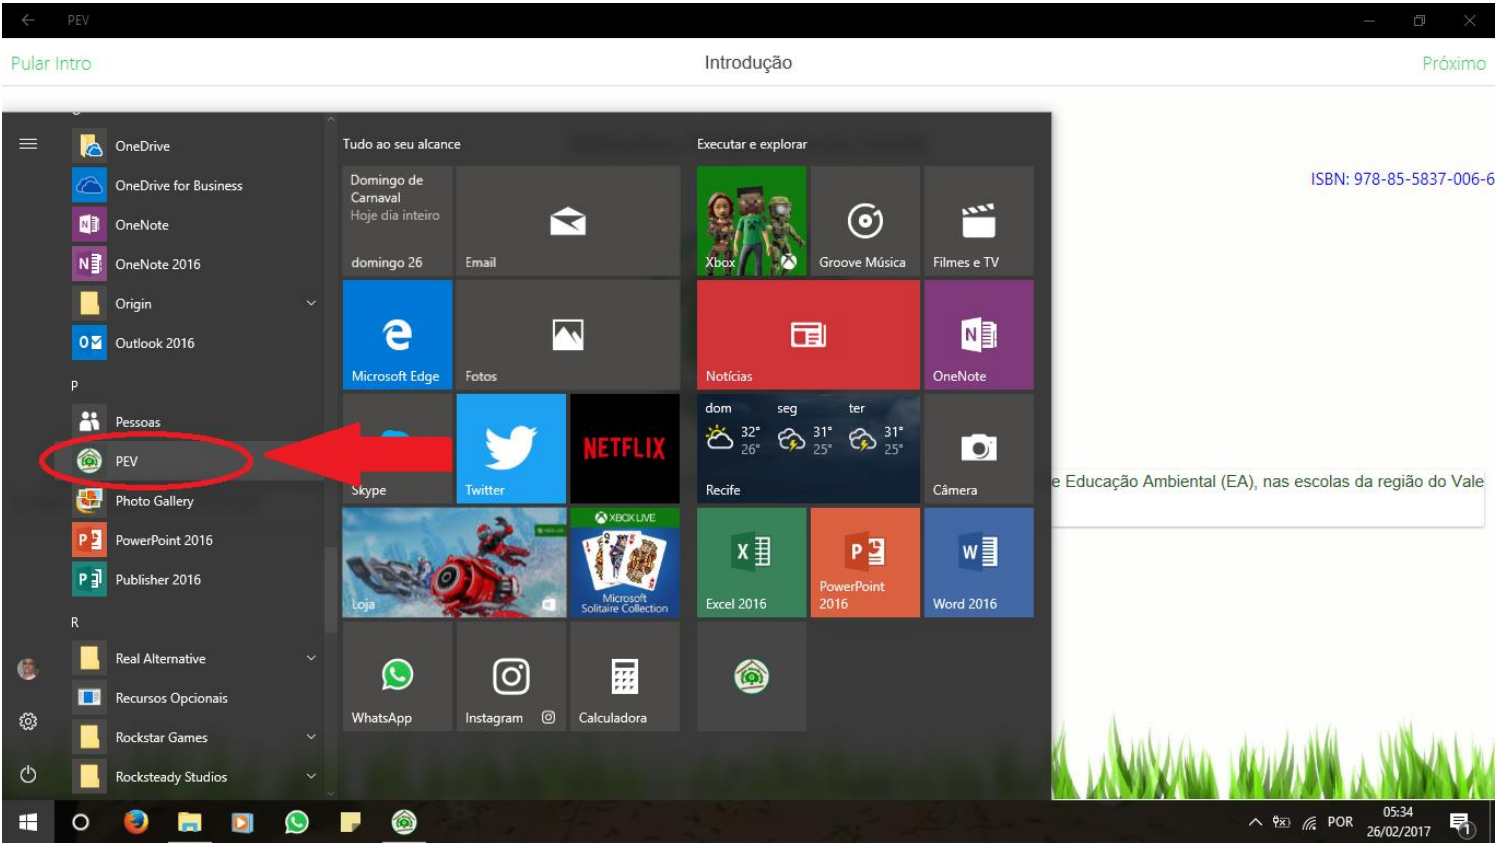 PEV
Pular Intro
Introdução
Próximo
ISBN: 978-85-5837-006-6
e Educação Ambiental (EA), nas escolas da região do Vale
OneDrive
OneDrive for Business
OneNote
OneNote 2016
Origin
Outlook 2016
P
Pessoas
PEV
Photo Gallery
PowerPoint 2016
Publisher 2016
R
Real Alternative
Recursos Opcionais
Rockstar Games
Rocksteady Studios
Tudo ao seu alcance
Domingo de
Carnaval
Hoje dia inteiro
domingo 26
Email
Microsoft Edge
Fotos
Skype
Twitter
NETFLIX
Loja
XBOX LIVE
Microsoft
Solitaire Collection
WhatsApp
Instagram
Calculadora
Executar e explorar
Xbox
Groove Música
Filmes e TV
Notícias
OneNote
dom seg ter
32° 31° 31°
26° 25° 25°
Recife
Câmera
Excel 2016
PowerPoint
2016
Word 2016
POR
05:34
26/02/2017
1